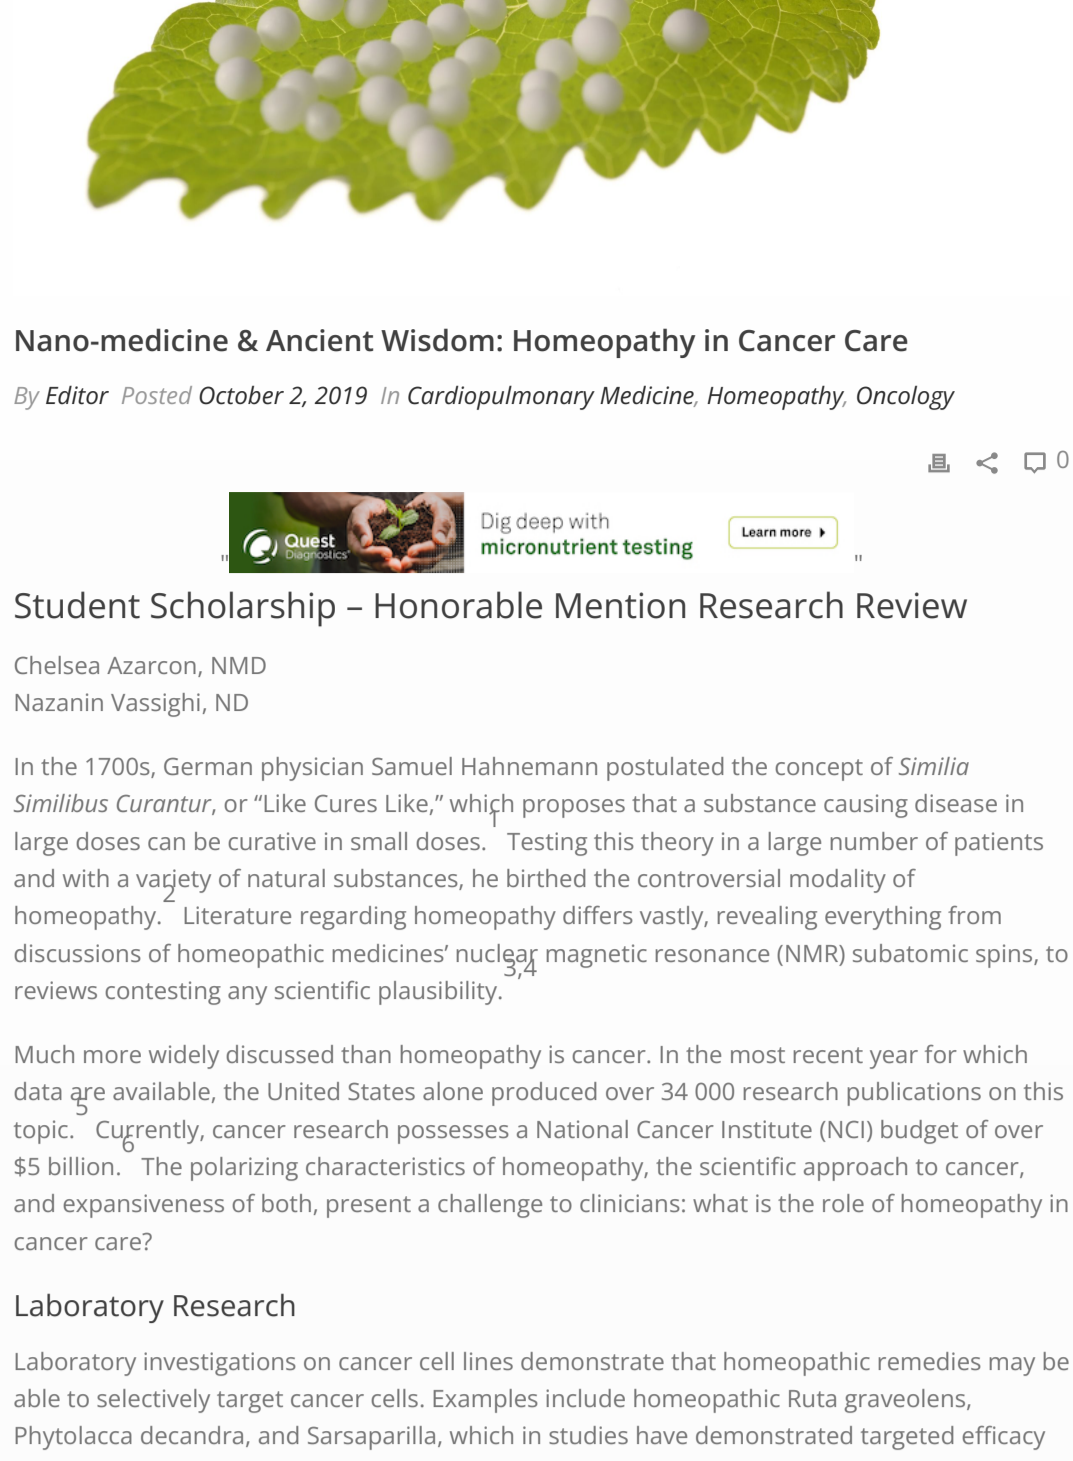 Nano-medicine & Ancient Wisdom: Homeopathy in Cancer Care
By Editor Posted October 2, 2019 In Cardiopulmonary Medicine, Homeopathy, Oncology
0
" Quest Diagnostics® Dig deep with micronutrient testing Learn more "
Student Scholarship – Honorable Mention Research Review
Chelsea Azarcon, NMD
Nazanin Vassighi, ND
In the 1700s, German physician Samuel Hahnemann postulated the concept of Similia
Similibus Curantur, or “Like Cures Like,” which proposes that a substance causing disease in
large doses can be curative in small doses.1 Testing this theory in a large number of patients
and with a variety of natural substances, he birthed the controversial modality of
homeopathy.2 Literature regarding homeopathy differs vastly, revealing everything from
discussions of homeopathic medicines’ nuclear magnetic resonance (NMR) subatomic spins, to
reviews contesting any scientific plausibility.3,4
Much more widely discussed than homeopathy is cancer. In the most recent year for which
data are available, the United States alone produced over 34 000 research publications on this
topic.5 Currently, cancer research possesses a National Cancer Institute (NCI) budget of over
$5 billion.6 The polarizing characteristics of homeopathy, the scientific approach to cancer,
and expansiveness of both, present a challenge to clinicians: what is the role of homeopathy in
cancer care?
Laboratory Research
Laboratory investigations on cancer cell lines demonstrate that homeopathic remedies may be
able to selectively target cancer cells. Examples include homeopathic Ruta graveolens,
Phytolacca decandra, and Sarsaparilla, which in studies have demonstrated targeted efficacy